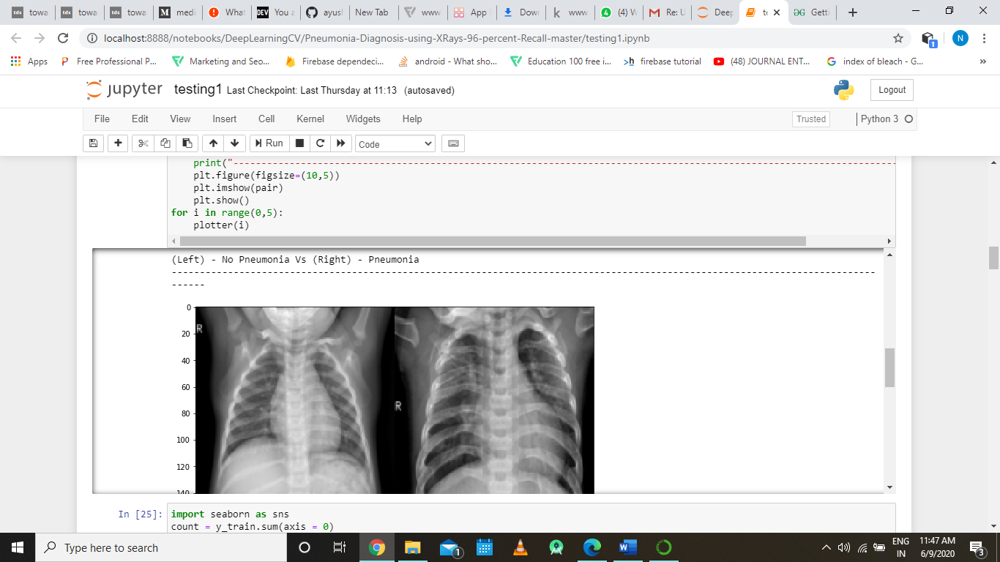 towa
towa
towa
medi
What
You a
ayus
New Tab
www
App
Dow
www
(4) W
Re: U
Deep
te
Gett
localhost:8888/notebooks/DeepLearningCV/Pneumonia-Diagnosis-using-XRays-96-percent-Recall-master/testing1.ipynb
N
Apps
Free Professional P...
Marketing and Seo...
Firebase dependeci...
android - What sho...
Education 100 free i...
firebase tutorial
(48) JOURNAL ENT...
index of bleach - G...
jupyter testing1 Last Checkpoint: Last Thursday at 11:13 (autosaved)
Logout
File Edit View Insert Cell Kernel Widgets Help
Trusted
Python 3
Run
Code
print("------------------------------------------------------------------------------------------------------------------------
plt.figure(figsize=(10,5))
plt.imshow(pair)
plt.show()
for i in range(0,5):
plotter(i)
(Left) - No Pneumonia Vs (Right) - Pneumonia
-----------------------------------------------------------------------------------------------------------------------------
------
0
20
40
60
80
100
120
140
R
R
In [25]:
import seaborn as sns
count = y_train.sum(axis = 0)
Type here to search
1
ENG
IN
11:47 AM
6/9/2020
3